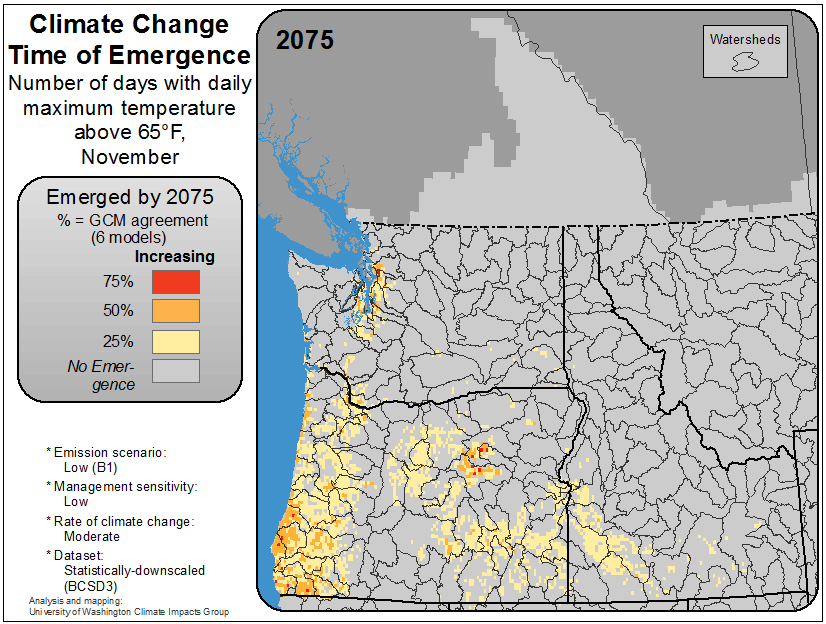 Climate Change
Time of Emergence
Number of days with daily
maximum temperature
above 65°F,
November
Emerged by 2075
% = GCM agreement
(6 models)
Increasing
75%
50%
25%
No Emer-
gence
* Emission scenario:
Low (B1)
* Management sensitivity:
Low
* Rate of climate change:
Moderate
* Dataset:
Statistically-downscaled
(BCSD3)
Analysis and mapping:
University of Washington Climate Impacts Group
2075
Watersheds